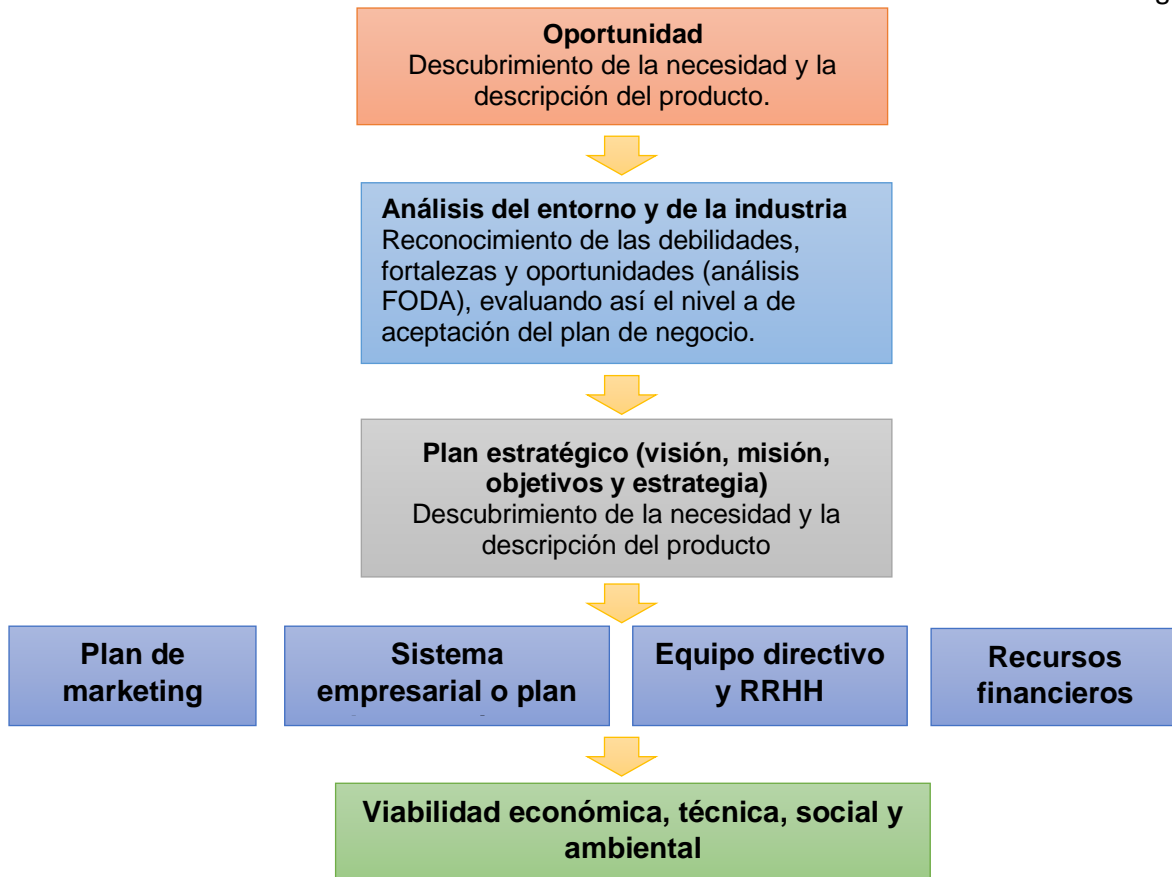 Oportunidad
Descubrimiento de la necesidad y la
descripción del producto.
Análisis del entorno y de la industria
Reconocimiento de las debilidades,
fortalezas y oportunidades (análisis
FODA), evaluando así el nivel a de
aceptación del plan de negocio.
Plan estratégico (visión, misión,
objetivos y estrategia)
Descubrimiento de la necesidad y la
descripción del producto
Plan de
marketing
Sistema
empresarial o plan
Equipo directivo
y RRHH
Recursos
financieros
Viabilidad económica, técnica, social y
ambiental